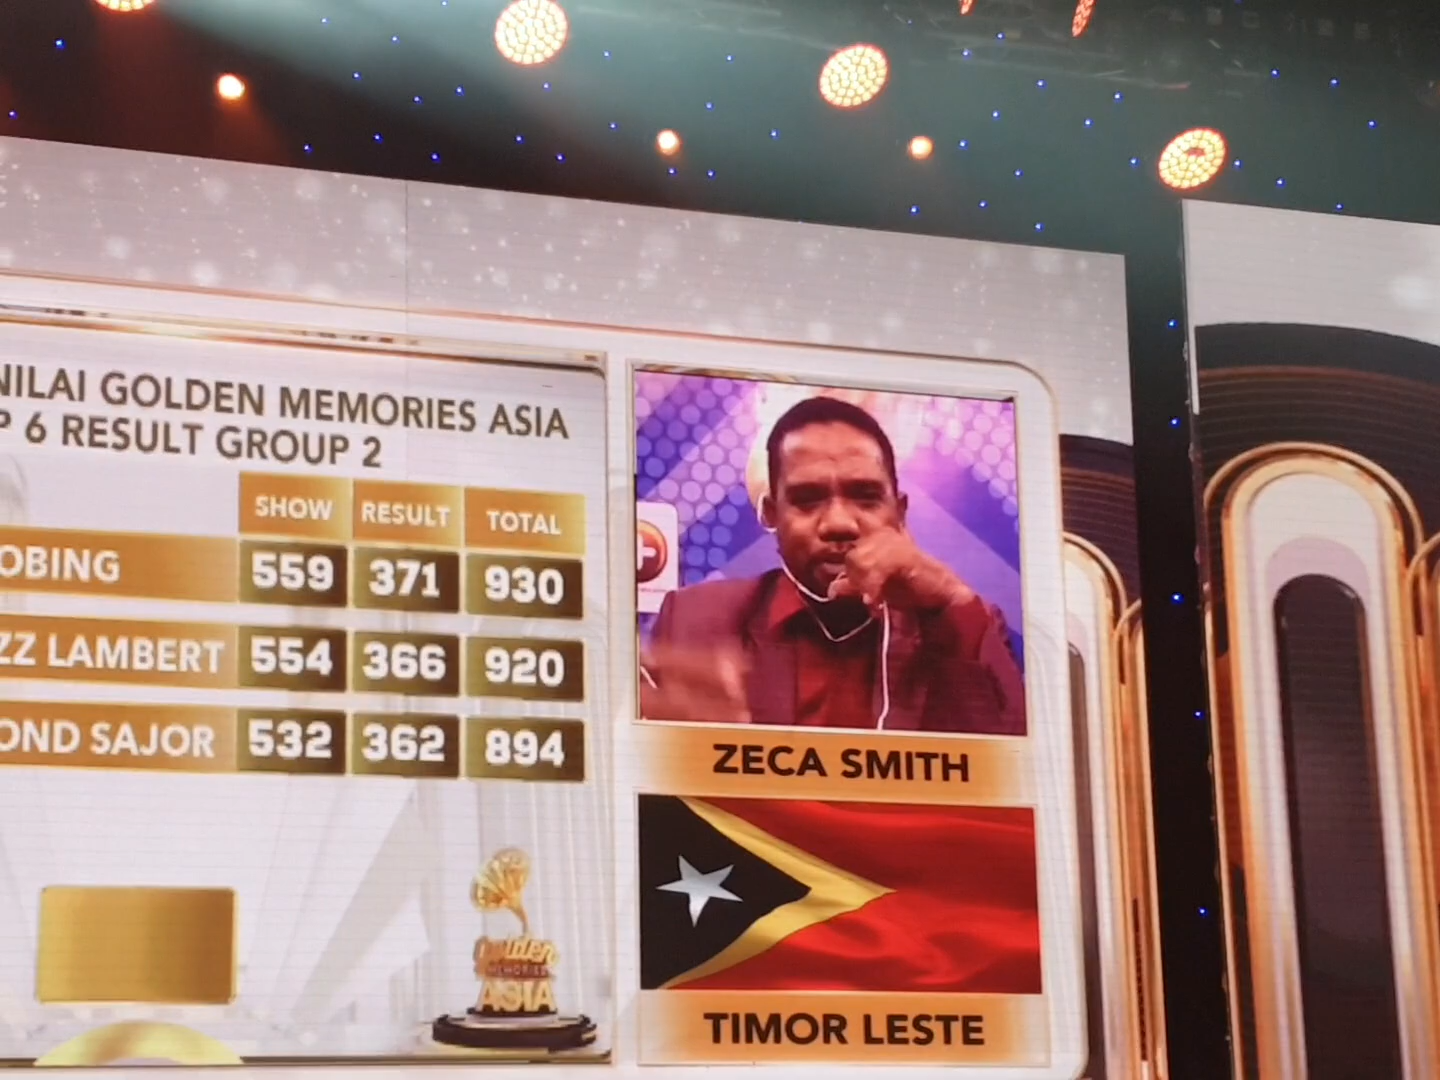 NILAI GOLDEN MEMORIES ASIA
P 6 RESULT GROUP 2
SHOW RESULT TOTAL
OBING 559 371 930
ZZ LAMBERT 554 366 920
OND SAJOR 532 362 894
Golden
MEMORIES
ASIA
ZECA SMITH
TIMOR LESTE